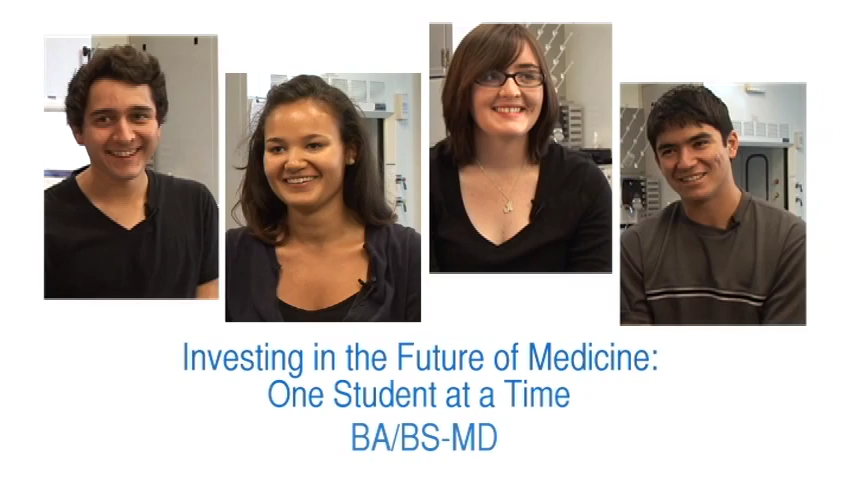 Investing in the Future of Medicine:
One Student at a Time
BA/BS-MD